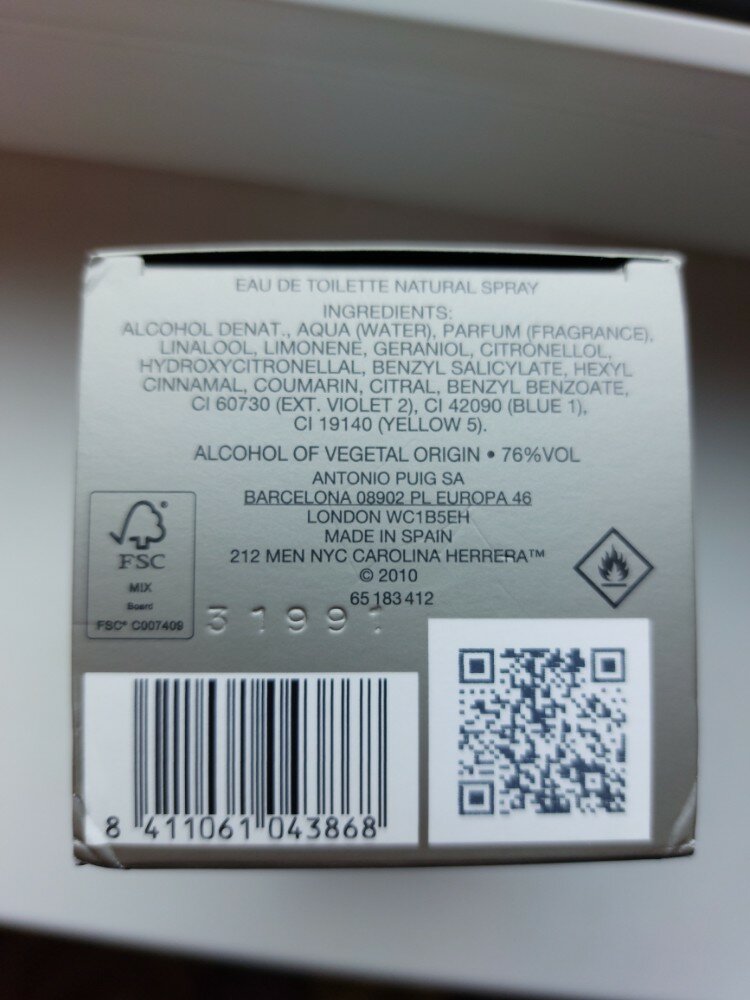 EAU DE TOILETTE NATURAL SPRAY
INGREDIENTS:
ALCOHOL DENAT., AQUA (WATER), PARFUM (FRAGRANCE),
LINALOOL, LIMONENE, GERANIOL, CITRONELLOL,
HYDROXYCITRONELLAL, BENZYL SALICYLATE, HEXYL
CINNAMAL, COUMARIN, CITRAL, BENZYL BENZOATE,
CI 60730 (EXT. VIOLET 2), CI 42090 (BLUE 1),
CI 19140 (YELLOW 5).
ALCOHOL OF VEGETAL ORIGIN • 76%VOL
ANTONIO PUIG SA
BARCELONA 08902 PL EUROPA 46
LONDON WC1B5EH
MADE IN SPAIN
212 MEN NYC CAROLINA HERRERA™
© 2010
65183412
®
FSC
MIX
Board
FSC® C007409
31991
8 411061 043868